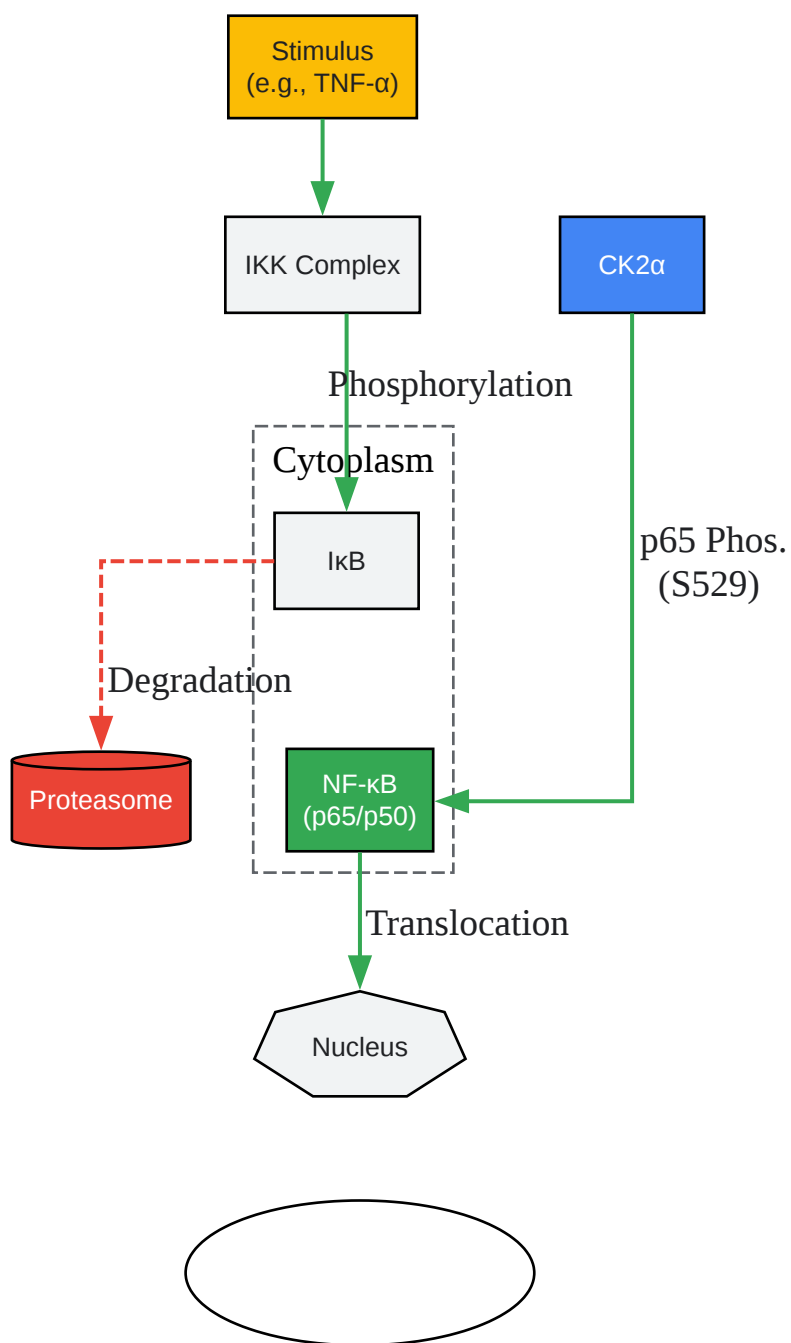 Stimulus
(e.g., TNF-α)
IKK Complex
CK2α
Phosphorylation
Cytoplasm
IκB
p65 Phos.
(S529)
Degradation
Proteasome
NF-κB
(p65/p50)
Translocation
Nucleus